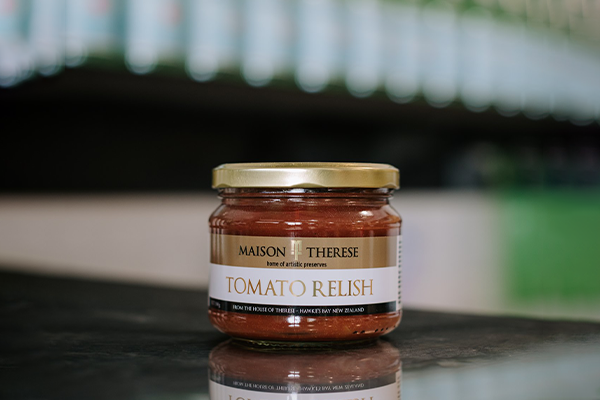 MAISON THERESE
home of artistic preserves
TOMATO RELISH
FROM THE HOUSE OF THERESE - HAWKE'S BAY NEW ZEALAND